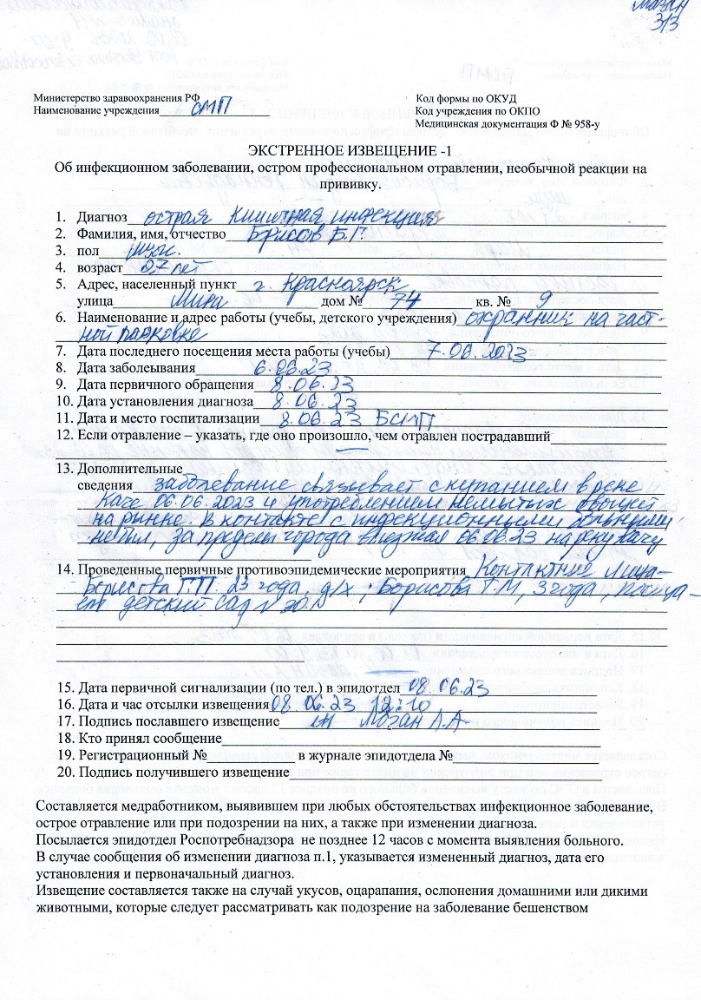 Мазан
3/3
Министерство здравоохранения РФ
Наименование учреждения СМП
Код формы по ОКУД
Код учреждения по ОКПО
Медицинская документация Ф № 958-у
ЭКСТРЕННОЕ ИЗВЕЩЕНИЕ -1
Об инфекционном заболевании, остром профессиональном отравлении, необычной реакции на
прививку.
1. Диагноз острая кишечная инфекция
2. Фамилия, имя, отчество Борисов Б.Г.
3. пол муж.
4. возраст 27 лет
5. Адрес, населенный пункт г. Красноярск
улица Мира дом № 74 кв. № 9
6. Наименование и адрес работы (учебы, детского учреждения) охранник на част-
ной парковке
7. Дата последнего посещения места работы (учебы) 7.06.2023
8. Дата заболеывания 6.06.23
9. Дата первичного обращения 8.06.23
10. Дата установления диагноза 8.06.23
11. Дата и место госпитализации 8.06.23 БСМП
12. Если отравление – указать, где оно произошло, чем отравлен пострадавший
—
13. Дополнительные
сведения заболевание связывает с купанием в реке
Каче 06.06.2023 и употреблением немытых овощей
на рынке. В контакте с инфекционными больными
не был, за пределы города выезжал 06.06.23 на реку Качу
14. Проведенные первичные противоэпидемические мероприятия Контактные лица-
Борисова Г.П. 23 года, д/х; Борисова Т.М, 3 года, посеща-
ет детский сад № 20.
15. Дата первичной сигнализации (по тел.) в эпидотдел 08.06.23
16. Дата и час отсылки извещения 08.06.23 12:10
17. Подпись пославшего извещение Мазан А.А-
18. Кто принял сообщение
19. Регистрационный № в журнале эпидотдела №
20. Подпись получившего извещение
Составляется медработником, выявившем при любых обстоятельствах инфекционное заболевание,
острое отравление или при подозрении на них, а также при изменении диагноза.
Посылается эпидотдел Роспотребнадзора не позднее 12 часов с момента выявления больного.
В случае сообщения об изменении диагноза п.1, указывается измененный диагноз, дата его
установления и первоначальный диагноз.
Извещение составляется также на случай укусов, оцарапания, ослонения домашними или дикими
животными, которые следует рассматривать как подозрение на заболевание бешенством